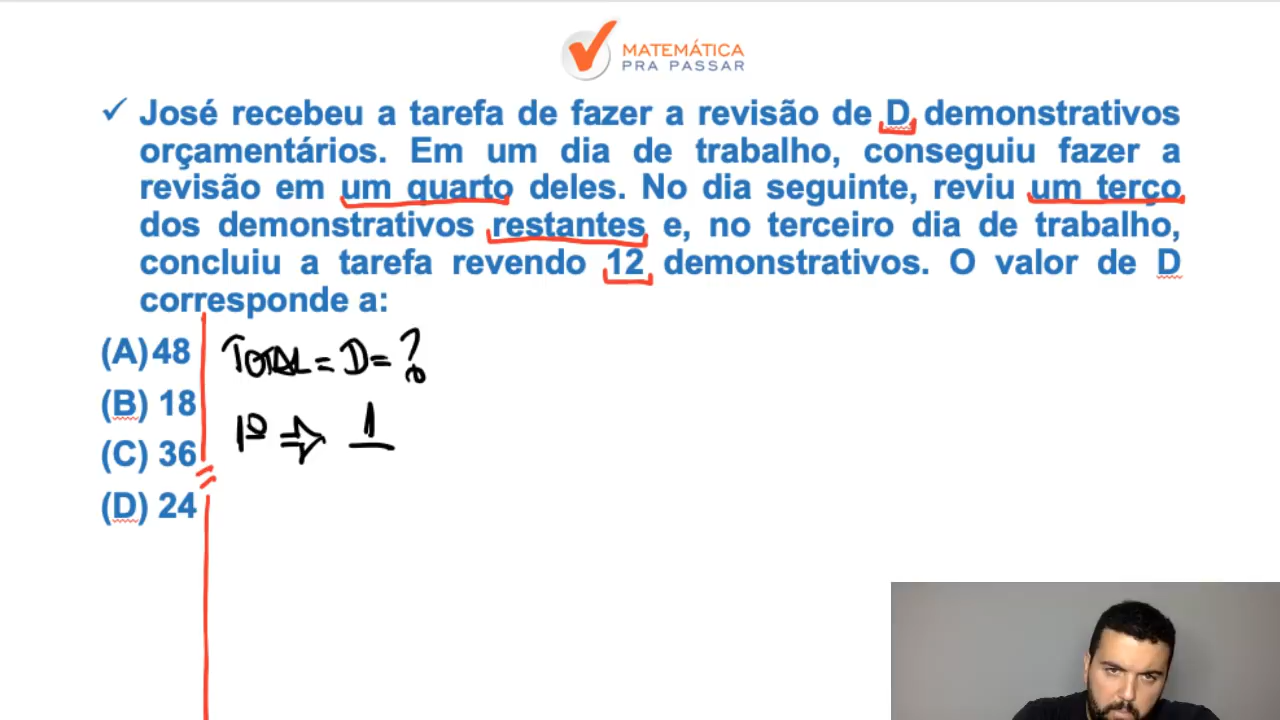 MATEMÁTICA
PRA PASSAR
✓ José recebeu a tarefa de fazer a revisão de D demonstrativos
orçamentários. Em um dia de trabalho, conseguiu fazer a
revisão em um quarto deles. No dia seguinte, reviu um terço
dos demonstrativos restantes e, no terceiro dia de trabalho,
concluiu a tarefa revendo 12 demonstrativos. O valor de D
corresponde a:
(A) 48
(B) 18
(C) 36
(D) 24
TOTAL = D = ?
1º ⇒ 1